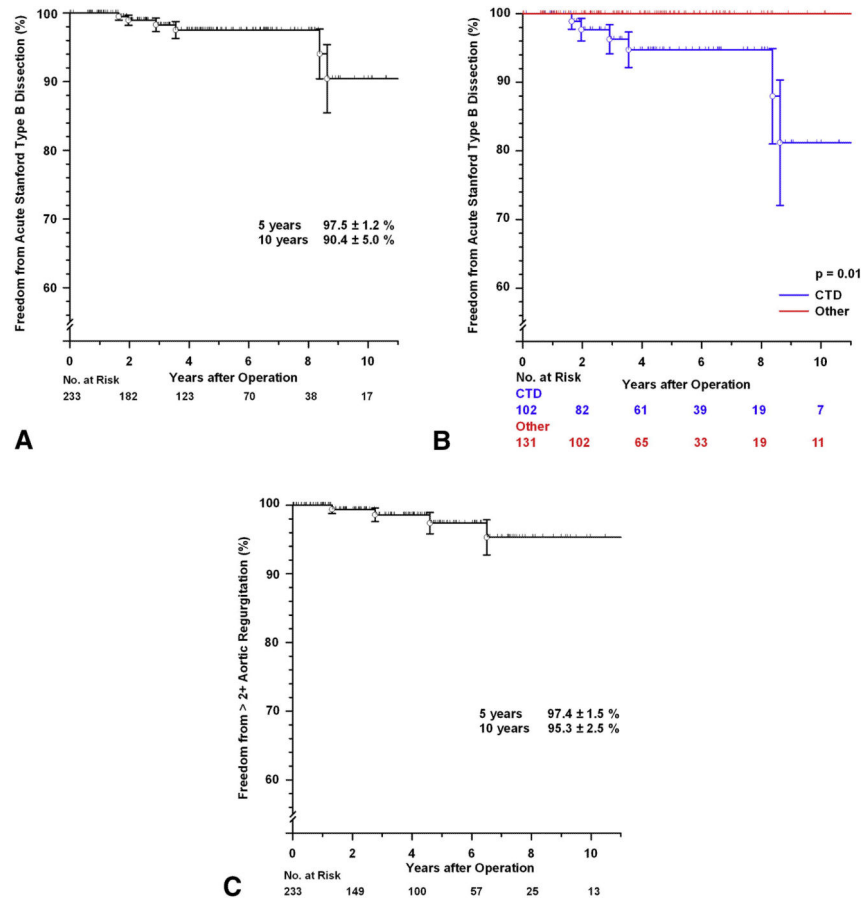 Freedom from Acute Stanford Type B Dissection (%)
100
90
80
70
60
5 years 97.5 ± 1.2 %
10 years 90.4 ± 5.0 %
0 2 4 6 8 10
No. at Risk Years after Operation
233 182 123 70 38 17
A
Freedom from Acute Stanford Type B Dissection (%)
100
90
80
70
60
p = 0.01
CTD
Other
0 2 4 6 8 10
No. at Risk Years after Operation
CTD
102 82 61 39 19 7
Other
131 102 65 33 19 11
B
Freedom from > 2+ Aortic Regurgitation (%)
100
90
80
70
60
5 years 97.4 ± 1.5 %
10 years 95.3 ± 2.5 %
0 2 4 6 8 10
No. at Risk Years after Operation
233 149 100 57 25 13
C